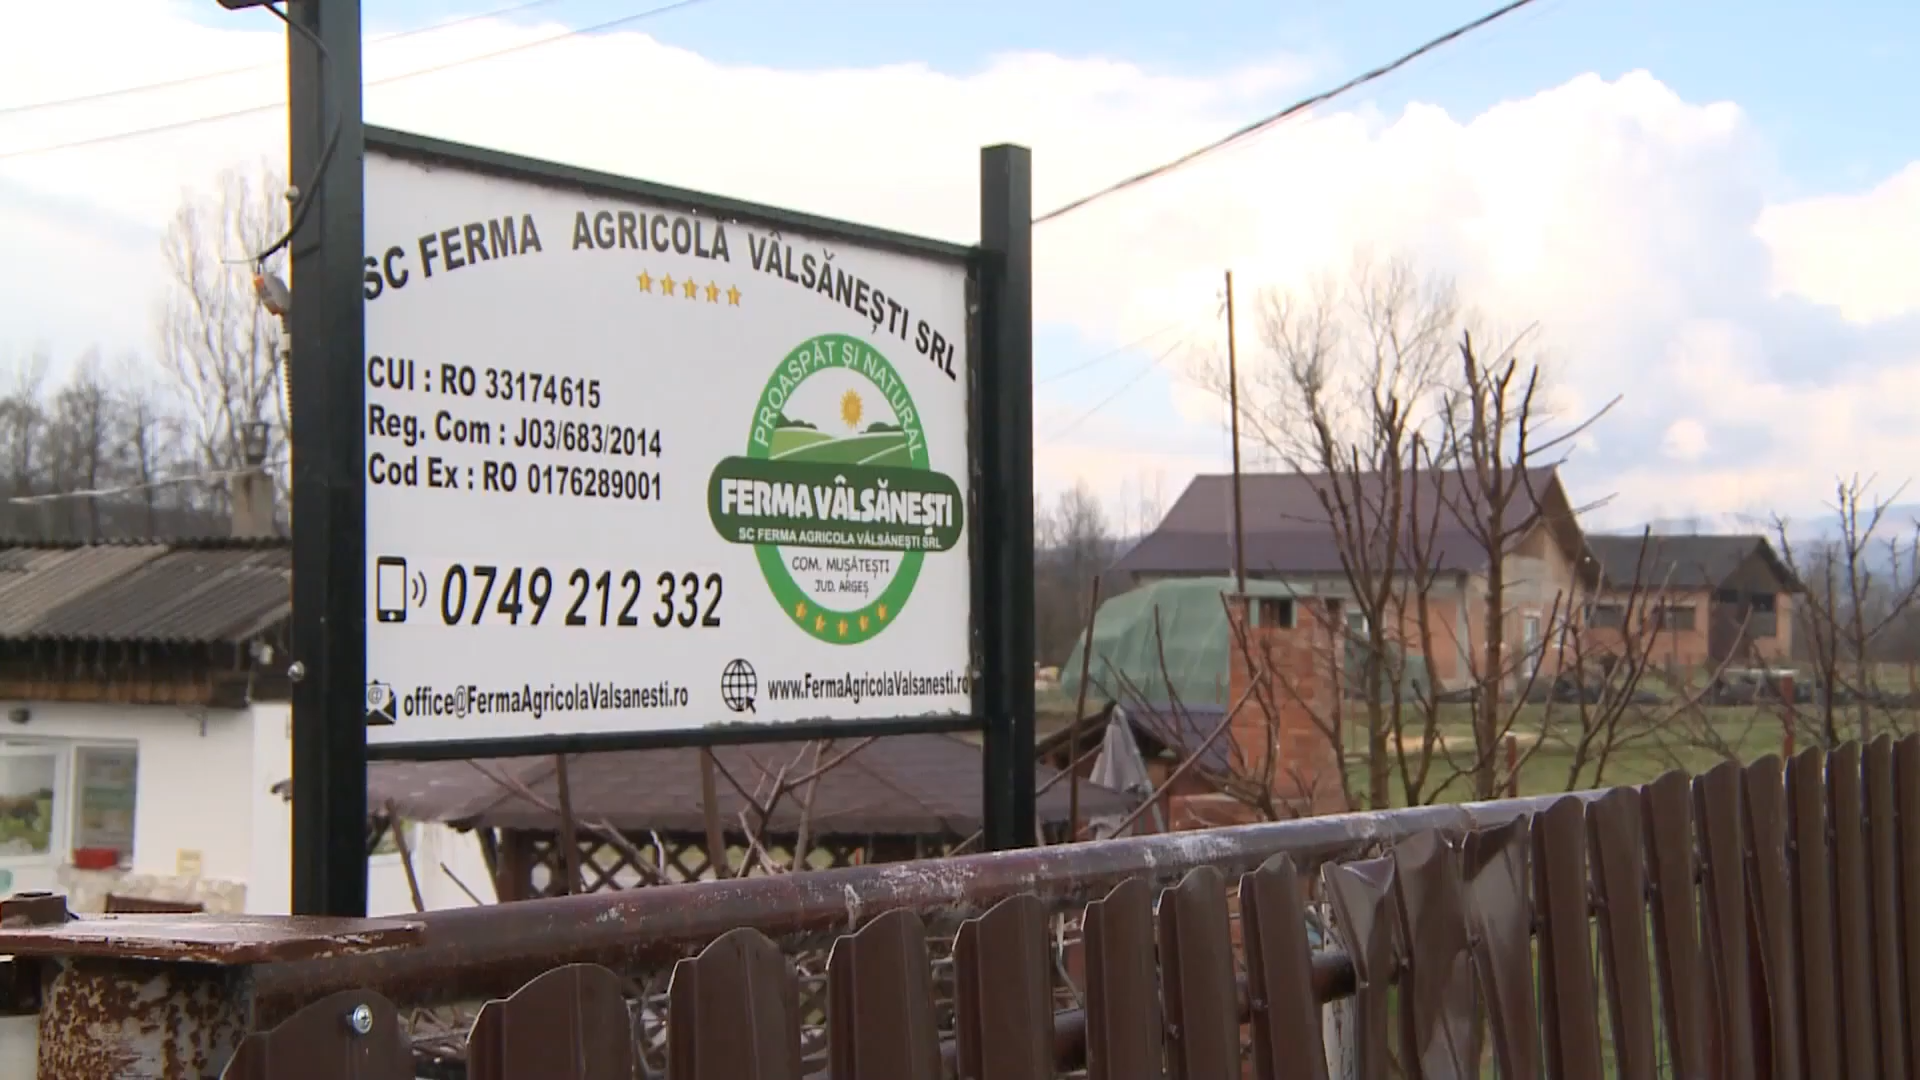 SC FERMA AGRICOLĂ VÂLSĂNEȘTI SRL
CUI : RO 33174615
Reg. Com : J03/683/2014
Cod Ex : RO 0176289001
0749 212 332
office@FermaAgricolaValsanesti.ro
www.FermaAgricolaValsanesti.ro
PROASPĂT ȘI NATURAL
FERMA VÂLSĂNEȘTI
SC FERMA AGRICOLA VÂLSĂNEȘTI SRL
COM. MUȘĂTEȘTI
JUD. ARGEȘ